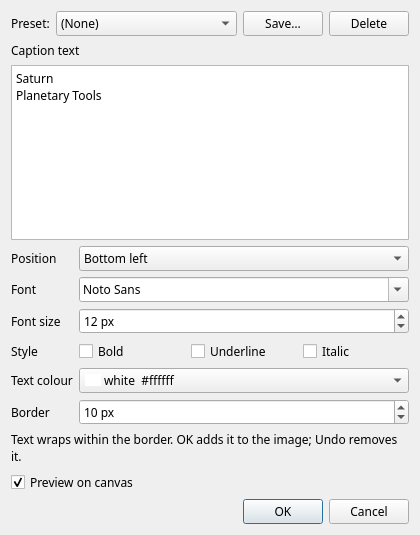 Preset: (None) Save... Delete
Caption text
Saturn
Planetary Tools
Position Bottom left
Font Noto Sans
Font size 12 px
Style Bold Underline Italic
Text colour white #ffffff
Border 10 px
Text wraps within the border. OK adds it to the image; Undo removes
it.
Preview on canvas
OK Cancel